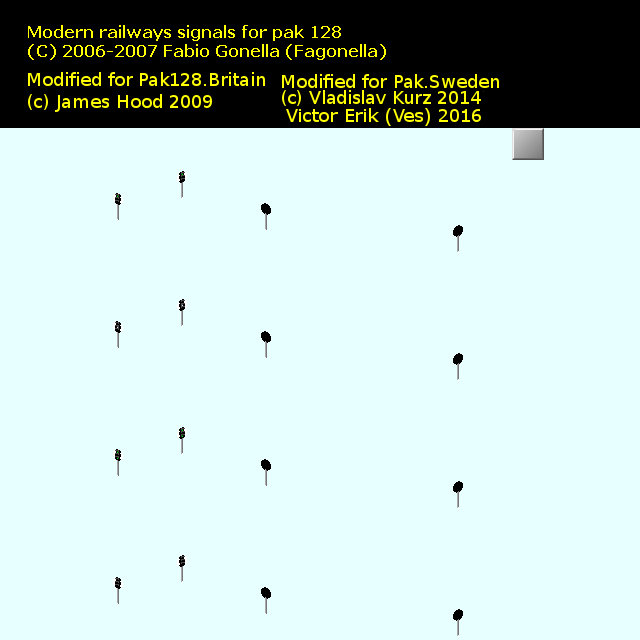 Modern railways signals for pak 128
(C) 2006-2007 Fabio Gonella (Fagonella)
Modified for Pak128.Britain
(c) James Hood 2009
Modified for Pak.Sweden
(c) Vladislav Kurz 2014
Victor Erik (Ves) 2016